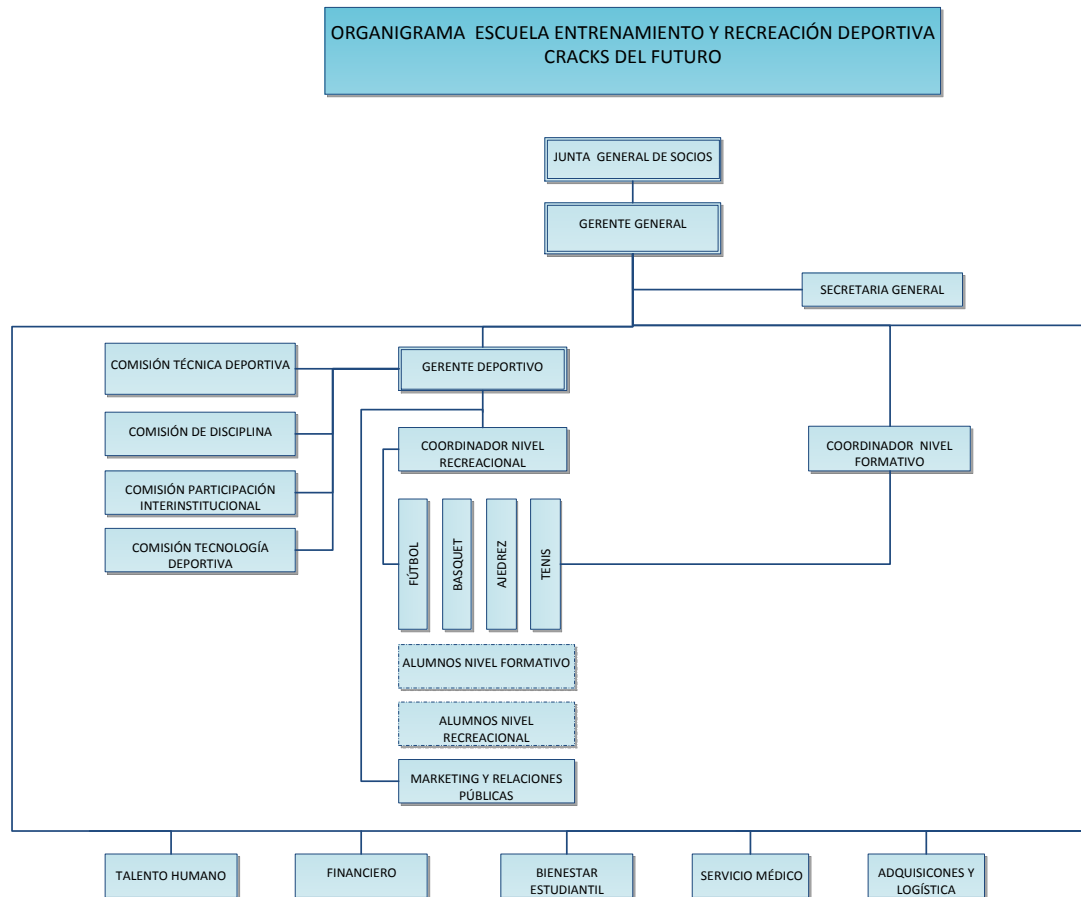 ORGANIGRAMA ESCUELA ENTRENAMIENTO Y RECREACIÓN DEPORTIVA
CRACKS DEL FUTURO
JUNTA GENERAL DE SOCIOS
GERENTE GENERAL
SECRETARIA GENERAL
COMISIÓN TÉCNICA DEPORTIVA
GERENTE DEPORTIVO
COMISIÓN DE DISCIPLINA
COORDINADOR NIVEL
RECREACIONAL
COORDINADOR NIVEL
FORMATIVO
COMISIÓN PARTICIPACIÓN
INTERINSTITUCIONAL
COMISIÓN TECNOLOGÍA
DEPORTIVA
FÚTBOL
BASQUET
AJEDREZ
TENIS
ALUMNOS NIVEL FORMATIVO
ALUMNOS NIVEL
RECREACIONAL
MARKETING Y RELACIONES
PÚBLICAS
TALENTO HUMANO
FINANCIERO
BIENESTAR
ESTUDIANTIL
SERVICIO MÉDICO
ADQUISICONES Y
LOGÍSTICA